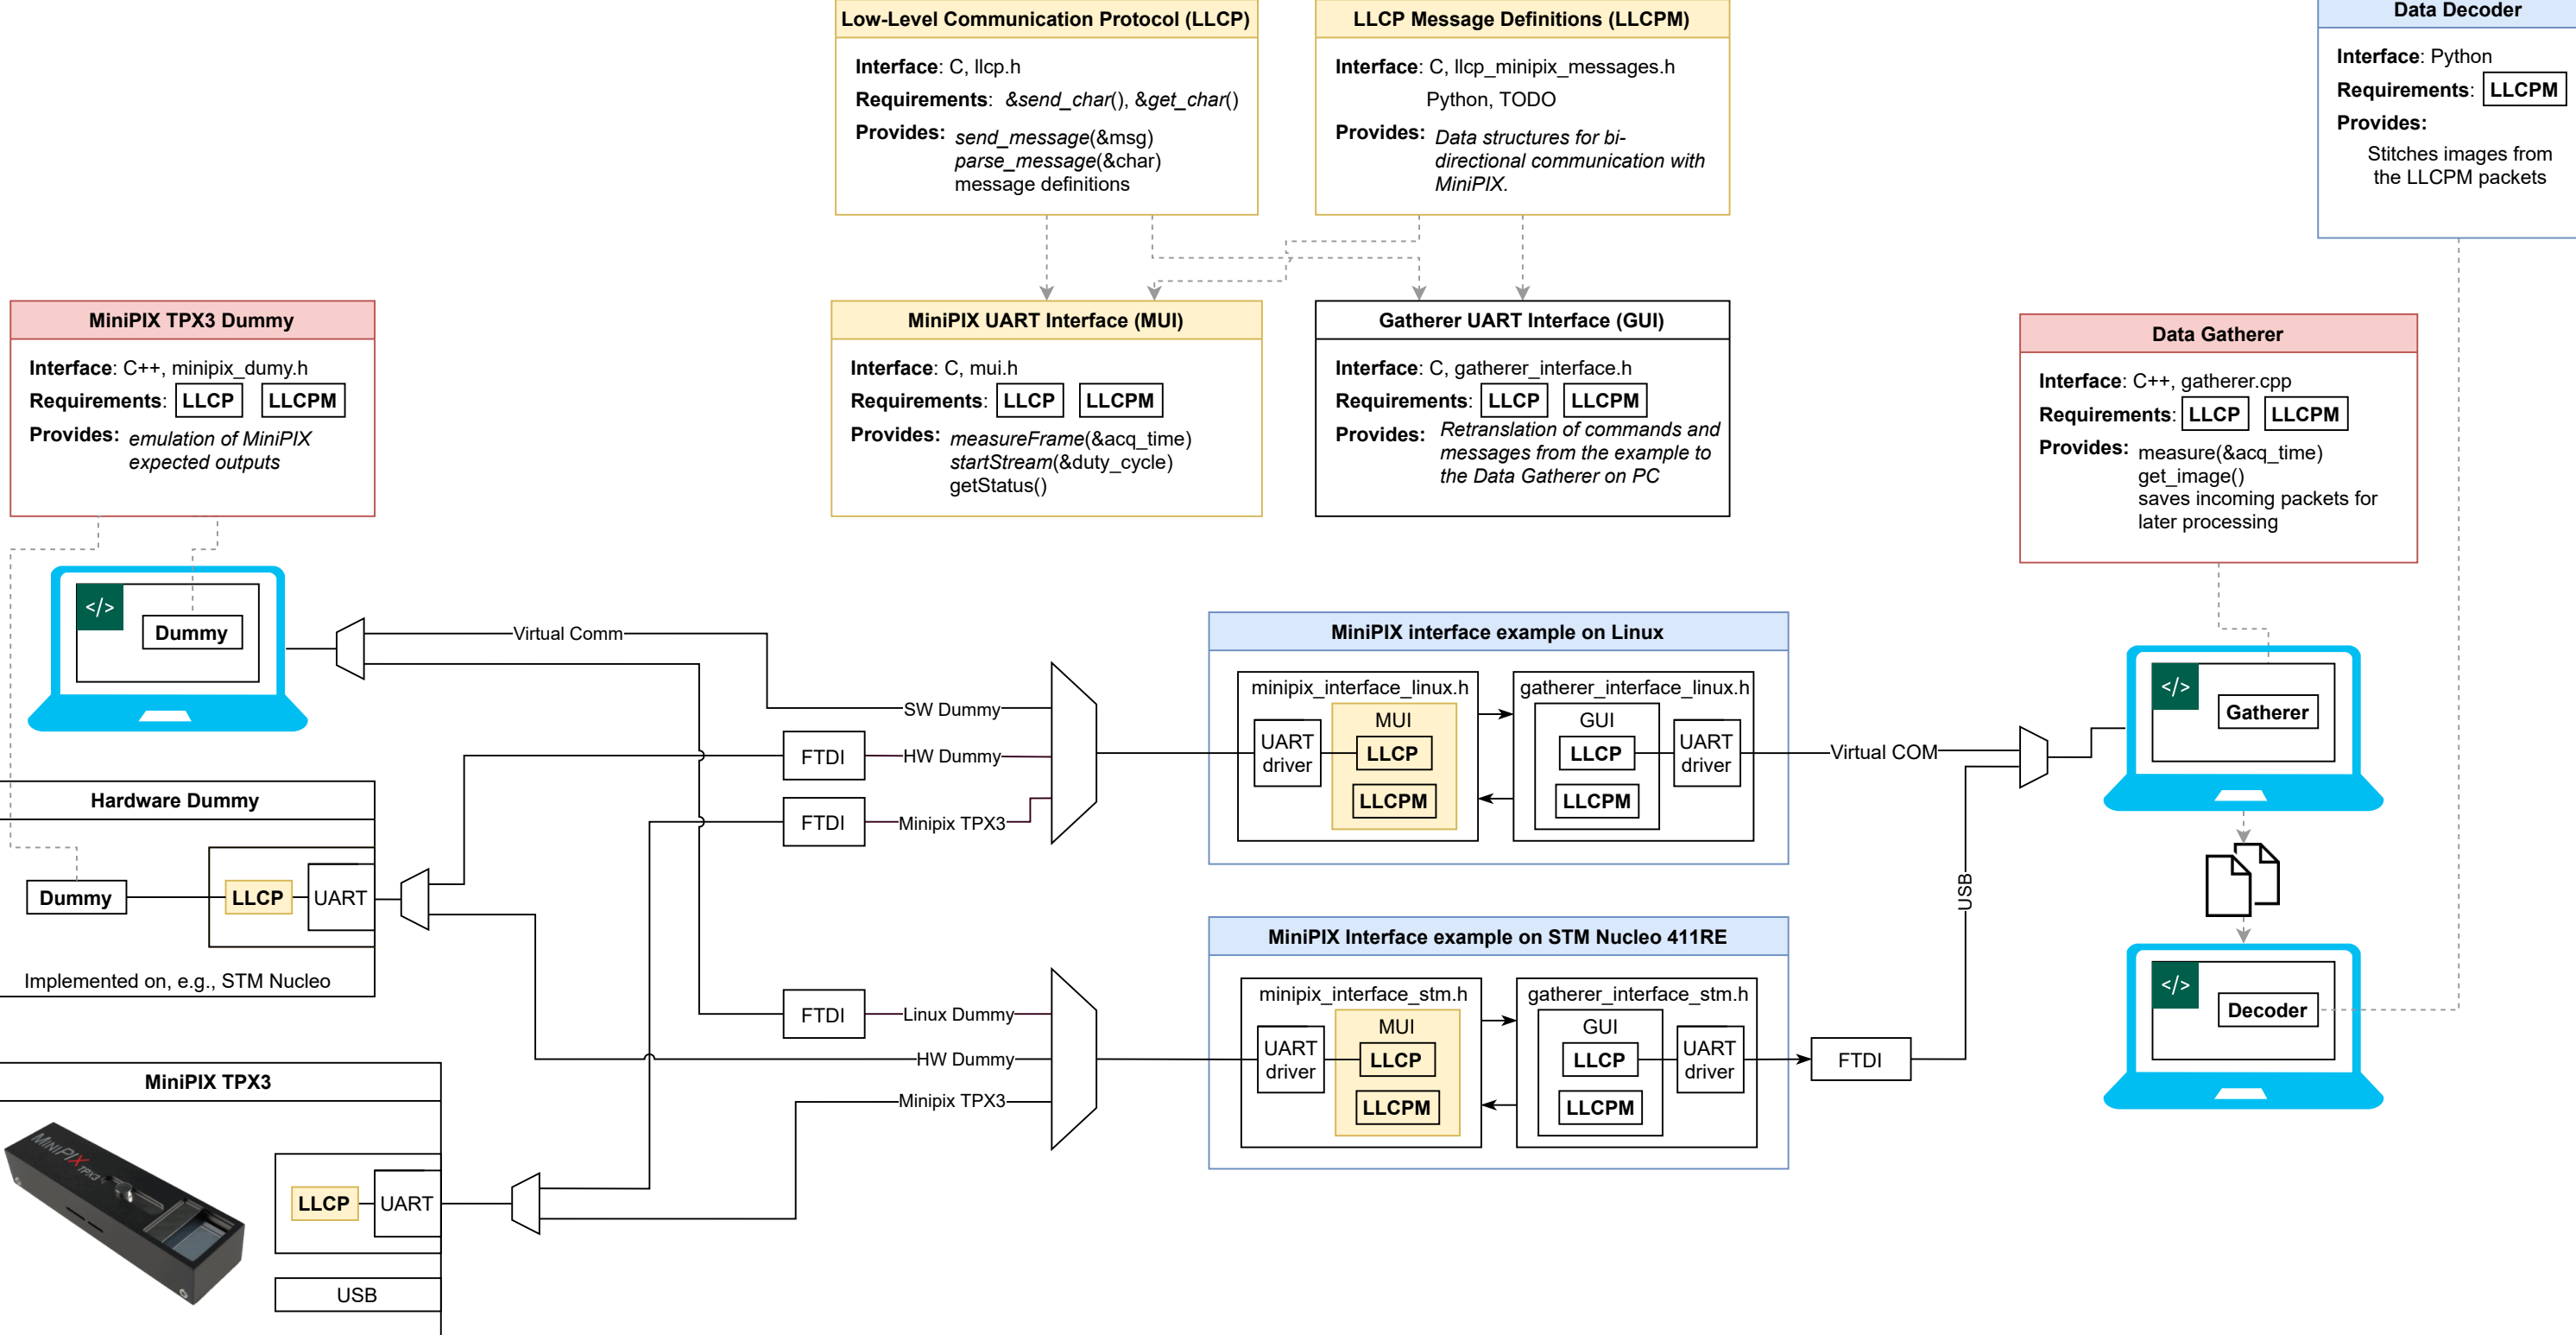 Low-Level Communication Protocol (LLCP)
Interface: C, llcp.h
Requirements: &send_char(), &get_char()
Provides: send_message(&msg)
parse_message(&char)
message definitions
LLCP Message Definitions (LLCPM)
Interface: C, llcp_minipix_messages.h
Python, TODO
Provides: Data structures for bi-
directional communication with
MiniPIX.
Data Decoder
Interface: Python
Requirements: LLCPM
Provides:
Stitches images from
the LLCPM packets
MiniPIX TPX3 Dummy
Interface: C++, minipix_dumy.h
Requirements: LLCP LLCPM
Provides: emulation of MiniPIX
expected outputs
MiniPIX UART Interface (MUI)
Interface: C, mui.h
Requirements: LLCP LLCPM
Provides: measureFrame(&acq_time)
startStream(&duty_cycle)
getStatus()
Gatherer UART Interface (GUI)
Interface: C, gatherer_interface.h
Requirements: LLCP LLCPM
Provides: Retranslation of commands and
messages from the example to
the Data Gatherer on PC
Data Gatherer
Interface: C++, gatherer.cpp
Requirements: LLCP LLCPM
Provides: measure(&acq_time)
get_image()
saves incoming packets for
later processing
</>
Dummy
Virtual Comm
SW Dummy
FTDI
HW Dummy
FTDI
Minipix TPX3
Hardware Dummy
Dummy
LLCP
UART
Implemented on, e.g., STM Nucleo
MiniPIX interface example on Linux
minipix_interface_linux.h
UART
driver
MUI
LLCP
LLCPM
gatherer_interface_linux.h
GUI
LLCP
LLCPM
UART
driver
Virtual COM
</>
Gatherer
USB
FTDI
Linux Dummy
HW Dummy
Minipix TPX3
MiniPIX Interface example on STM Nucleo 411RE
minipix_interface_stm.h
UART
driver
MUI
LLCP
LLCPM
gatherer_interface_stm.h
GUI
LLCP
LLCPM
UART
driver
FTDI
</>
Decoder
MiniPIX TPX3
MiniPIX
TPX3
LLCP
UART
USB